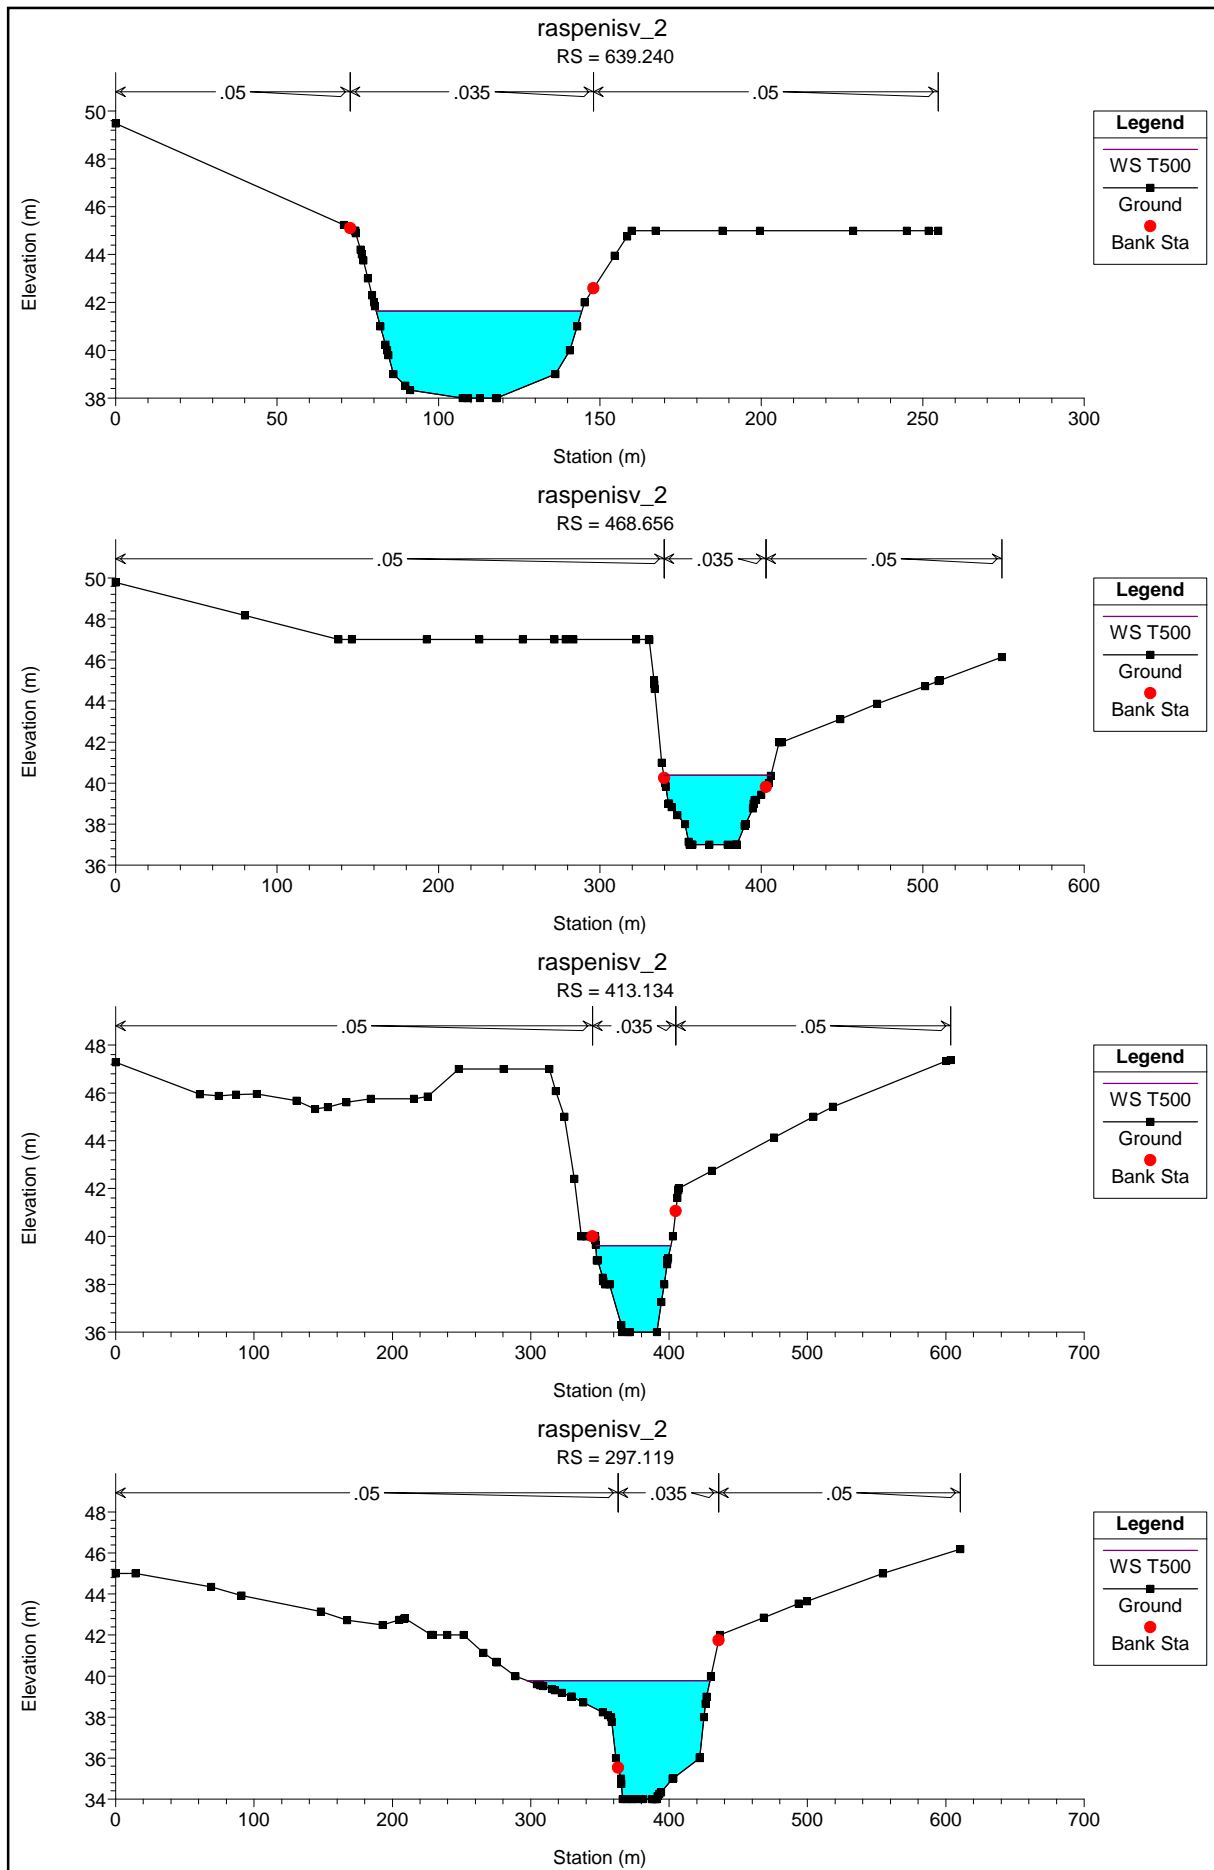 raspenisv_2
RS = 639.240
.05 .035 .05
50
48
46
44
42
40
38
0 50 100 150 200 250 300
Station (m)
Elevation (m)
Legend
WS T500
Ground
Bank Sta
raspenisv_2
RS = 468.656
.05 .035 .05
50
48
46
44
42
40
38
36
0 100 200 300 400 500 600
Station (m)
Elevation (m)
Legend
WS T500
Ground
Bank Sta
raspenisv_2
RS = 413.134
.05 .035 .05
48
46
44
42
40
38
36
0 100 200 300 400 500 600 700
Station (m)
Elevation (m)
Legend
WS T500
Ground
Bank Sta
raspenisv_2
RS = 297.119
.05 .035 .05
48
46
44
42
40
38
36
34
0 100 200 300 400 500 600 700
Station (m)
Elevation (m)
Legend
WS T500
Ground
Bank Sta